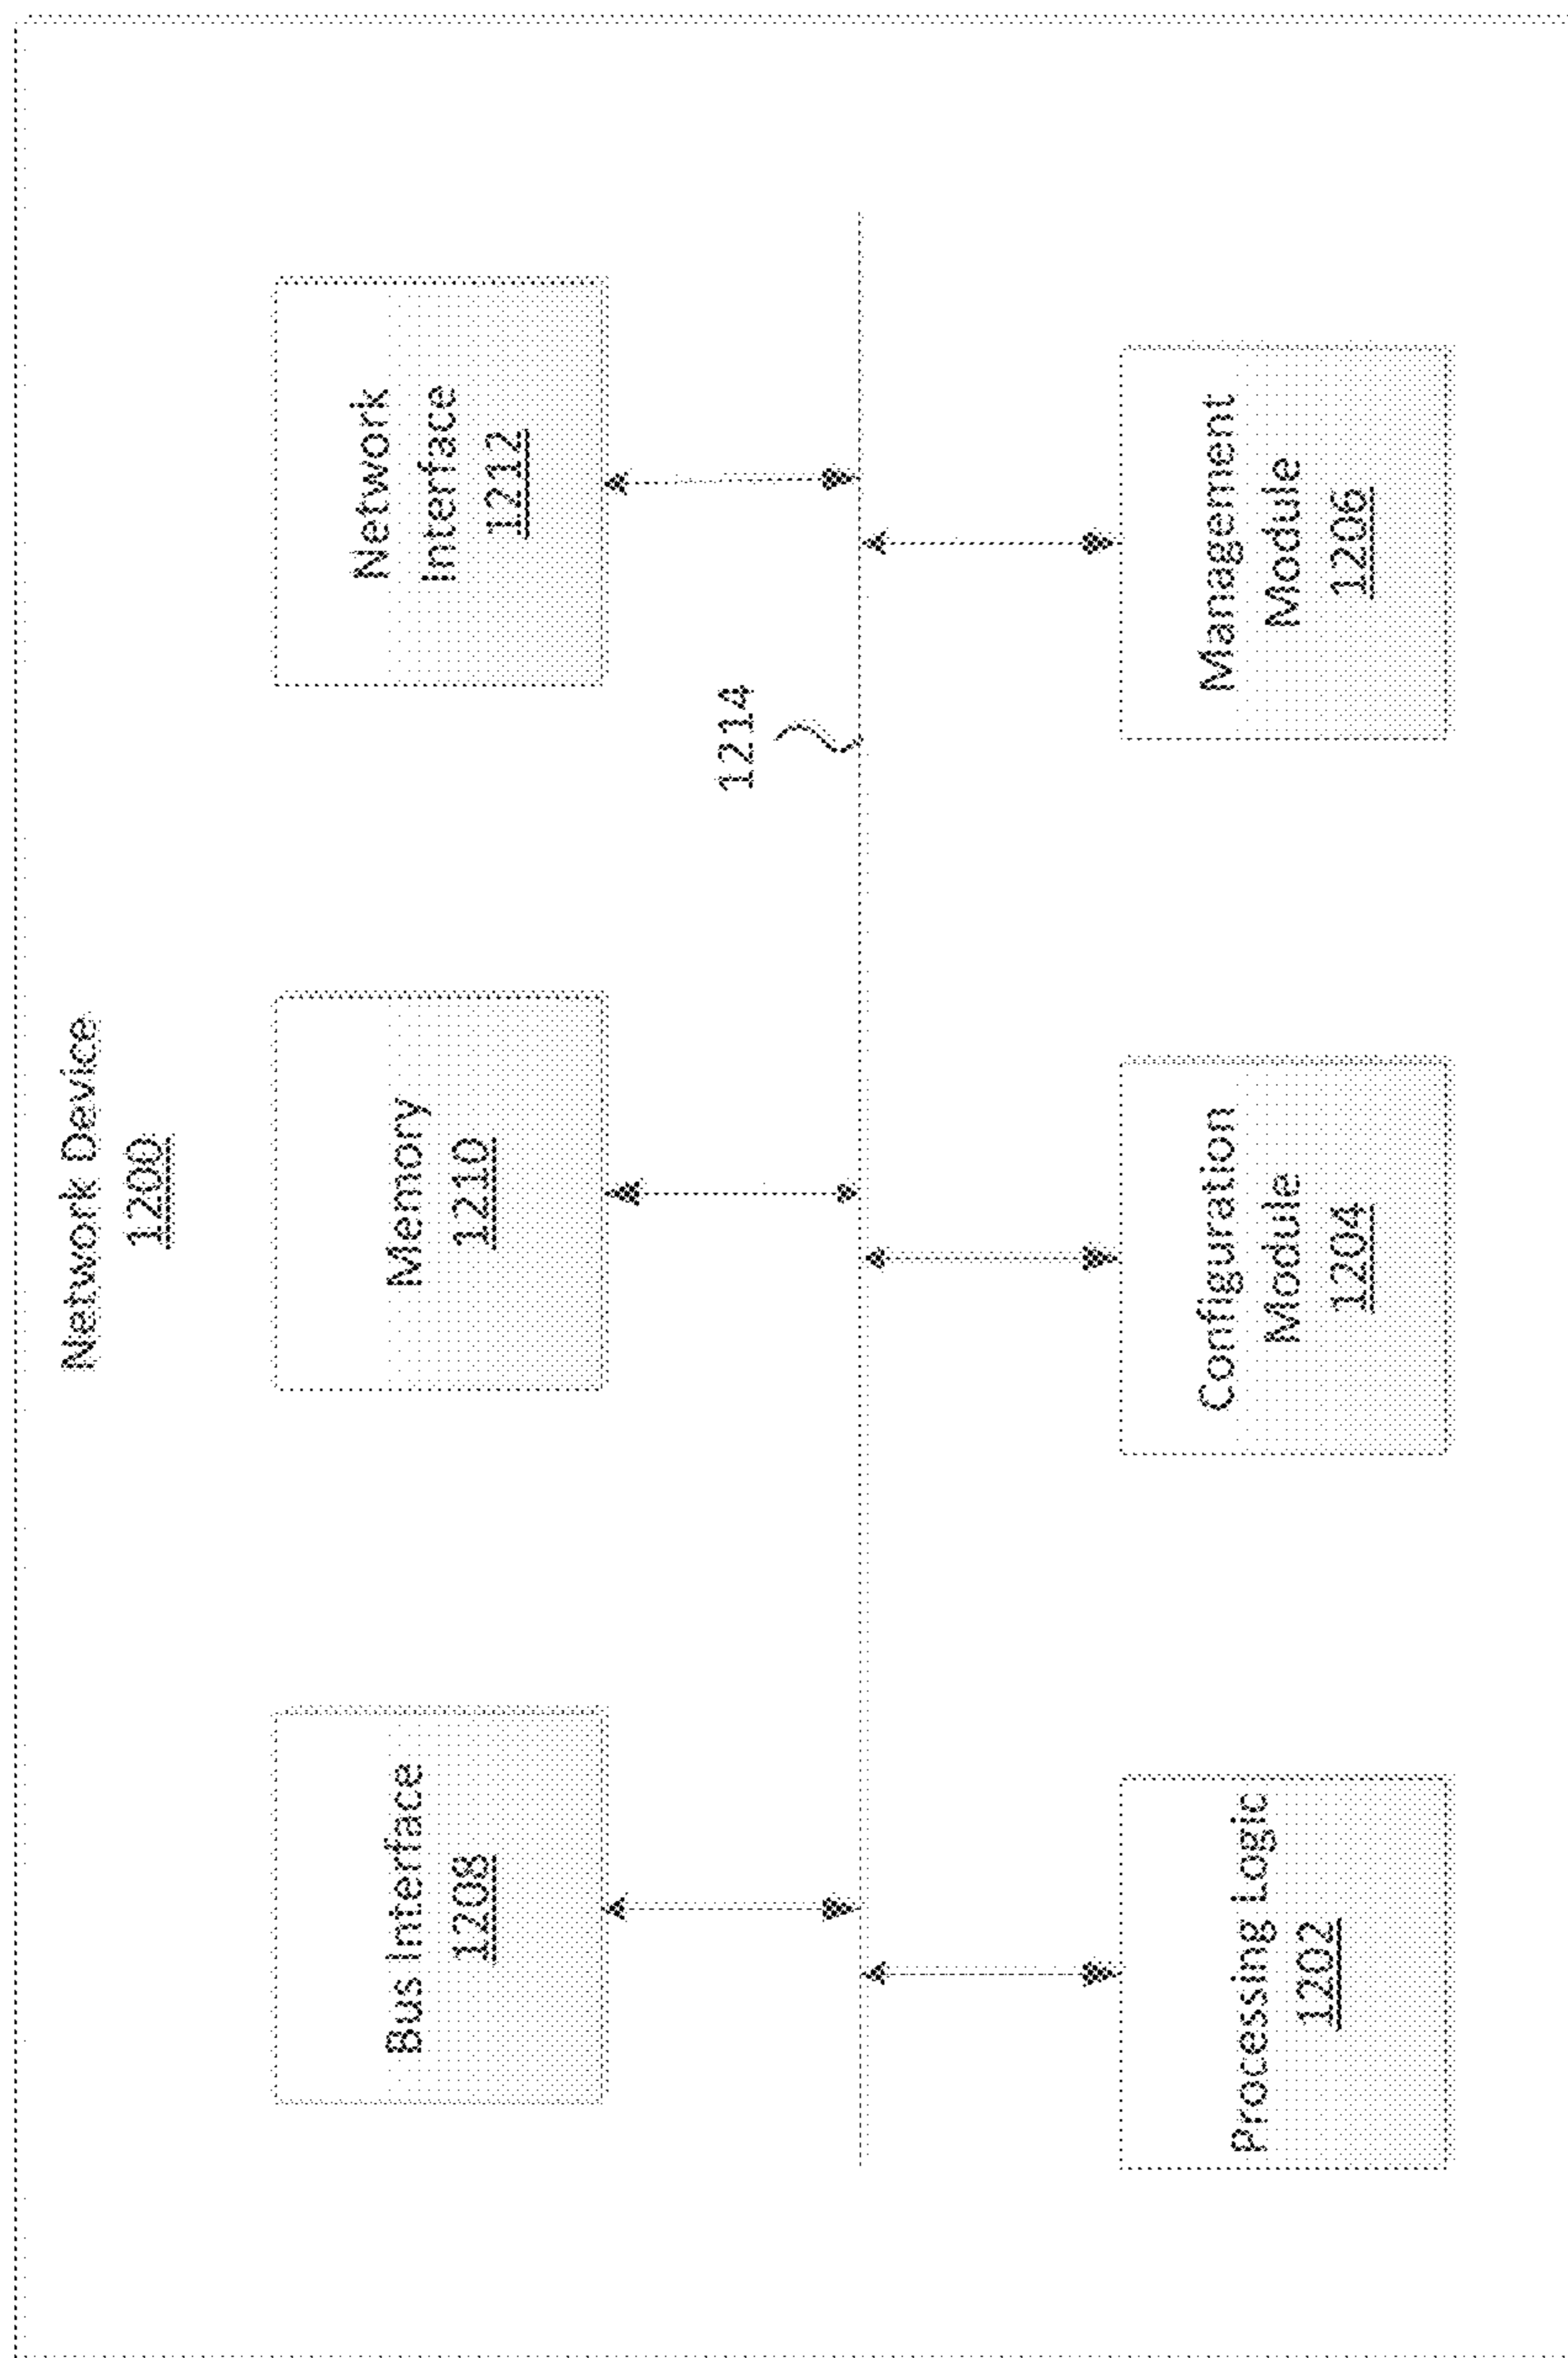 Network Device
1200
Bus Interface
1208
Memory
1210
Network
Interface
1212
1214
Processing Logic
1202
Configuration
Module
1204
Management
Module
1206